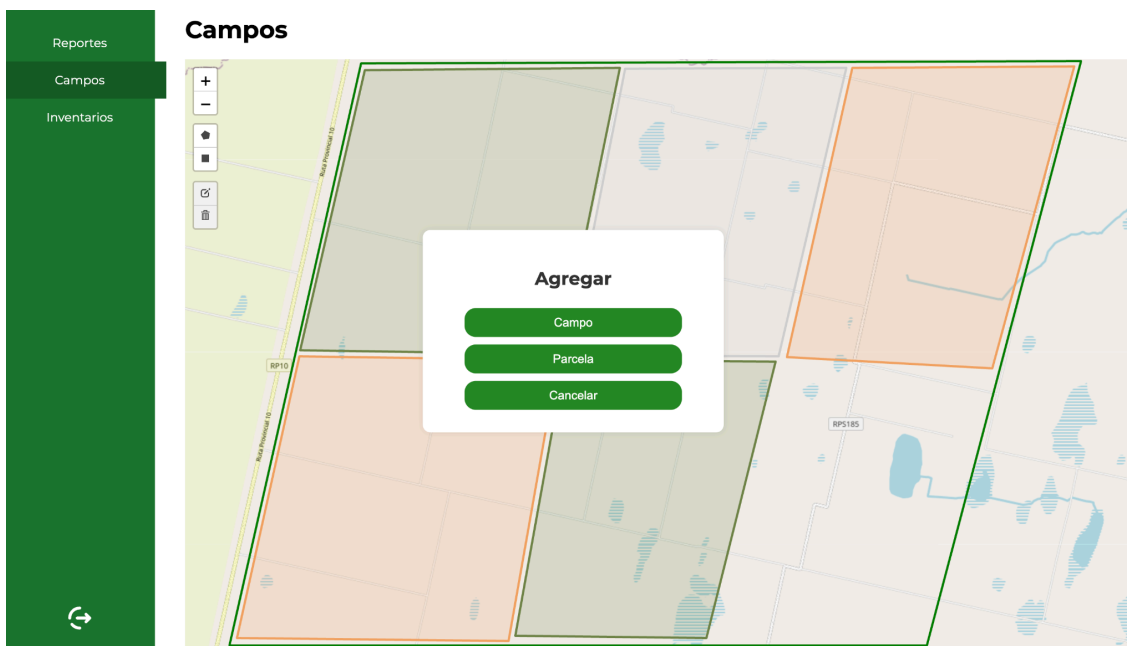 Reportes
Campos
Inventarios
Campos
+
−
Ruta Provincial 10
RP10
Ruta Provincial 10
RPS185
Agregar
Campo
Parcela
Cancelar